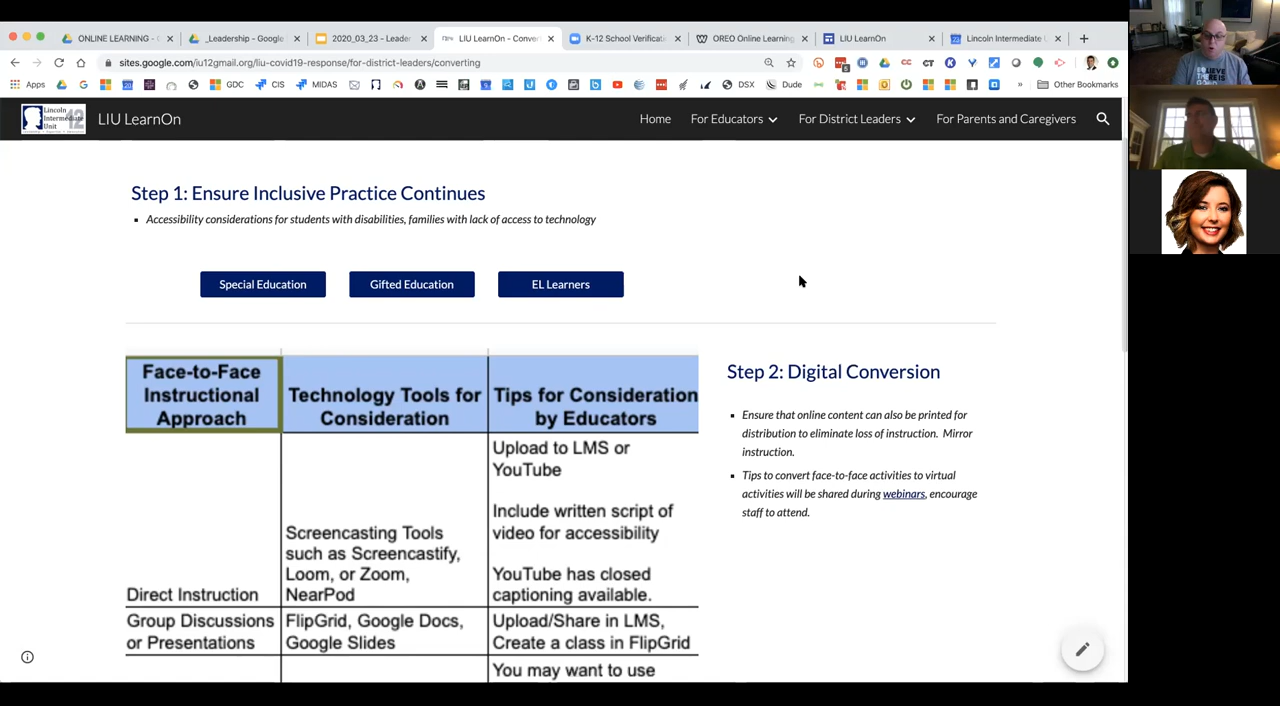 ONLINE LEARNING -
_Leadership - Google
2020_03_23 - Leader
LIU LearnOn - Conver
K-12 School Verificati
OREO Online Learning
LIU LearnOn
Lincoln Intermediate U
sites.google.com/iu12gmail.org/liu-covid19-response/for-district-leaders/converting
Apps
GDC
CIS
MIDAS
DSX
Dude
Other Bookmarks
Lincoln
Intermediate
Unit
12
LIU LearnOn
Home
For Educators
For District Leaders
For Parents and Caregivers
Step 1: Ensure Inclusive Practice Continues
Accessibility considerations for students with disabilities, families with lack of access to technology
Special Education
Gifted Education
EL Learners
Face-to-Face
Instructional
Approach
Technology Tools for
Consideration
Tips for Consideration
by Educators
Direct Instruction
Screencasting Tools
such as Screencastify,
Loom, or Zoom,
NearPod
Upload to LMS or
YouTube
Include written script of
video for accessibility
YouTube has closed
captioning available.
Group Discussions
or Presentations
FlipGrid, Google Docs,
Google Slides
Upload/Share in LMS,
Create a class in FlipGrid
You may want to use
Step 2: Digital Conversion
Ensure that online content can also be printed for
distribution to eliminate loss of instruction. Mirror
instruction.
Tips to convert face-to-face activities to virtual
activities will be shared during webinars, encourage
staff to attend.